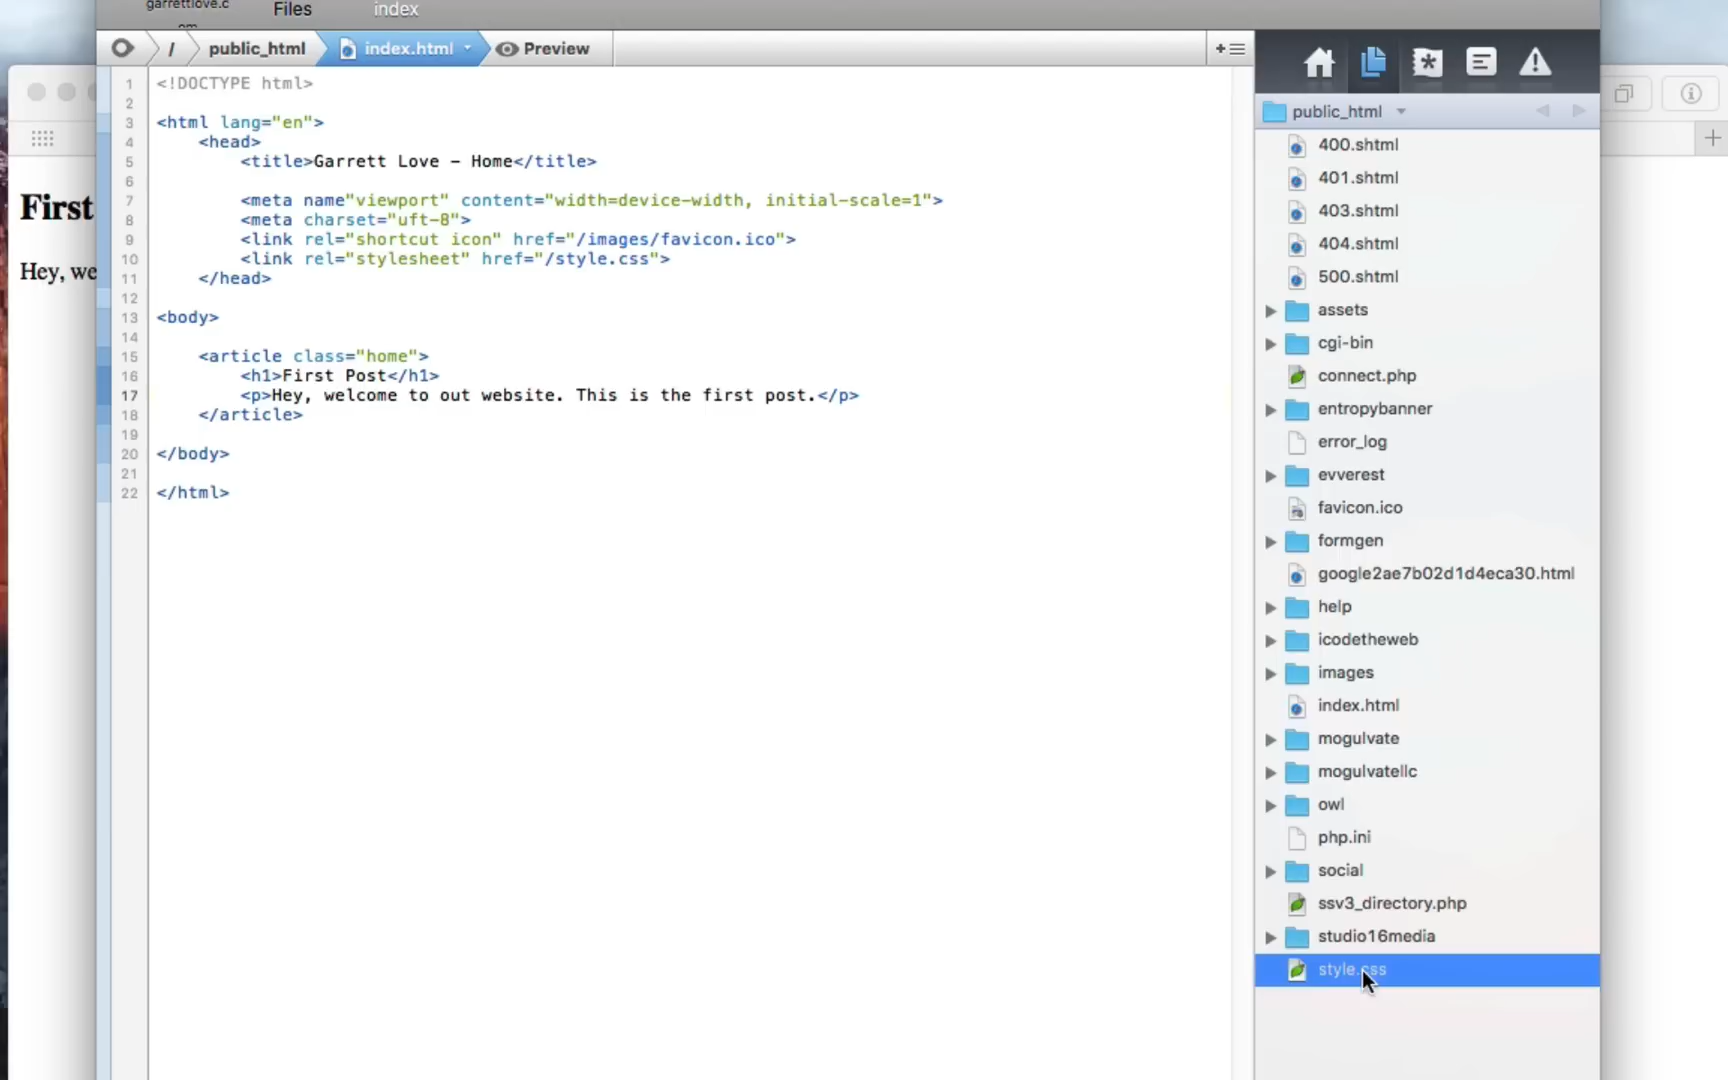 garrettlove.c
om
Files
index
/
public_html
index.html
Preview
1 <!DOCTYPE html>
2
3 <html lang="en">
4 <head>
5 <title>Garrett Love – Home</title>
6
7 <meta name"viewport" content="width=device-width, initial-scale=1">
8 <meta charset="uft-8">
9 <link rel="shortcut icon" href="/images/favicon.ico">
10 <link rel="stylesheet" href="/style.css">
11 </head>
12
13 <body>
14
15 <article class="home">
16 <h1>First Post</h1>
17 <p>Hey, welcome to out website. This is the first post.</p>
18 </article>
19
20 </body>
21
22 </html>
First
Hey, we
public_html
400.shtml
401.shtml
403.shtml
404.shtml
500.shtml
assets
cgi-bin
connect.php
entropybanner
error_log
evverest
favicon.ico
formgen
google2ae7b02d1d4eca30.html
help
icodetheweb
images
index.html
mogulvate
mogulvatellc
owl
php.ini
social
ssv3_directory.php
studio16media
style.css